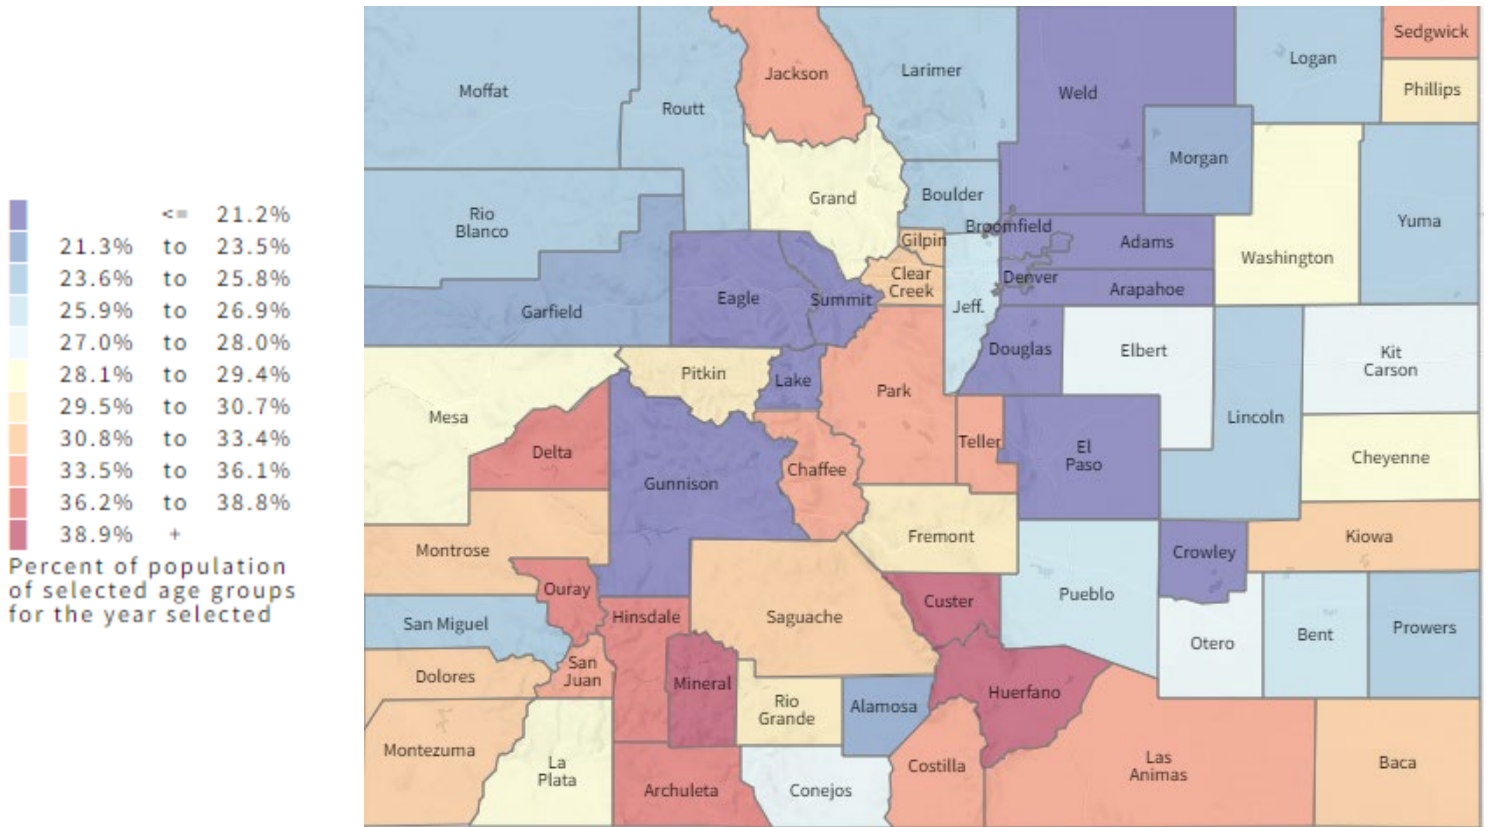 <= 21.2%
21.3% to 23.5%
23.6% to 25.8%
25.9% to 26.9%
27.0% to 28.0%
28.1% to 29.4%
29.5% to 30.7%
30.8% to 33.4%
33.5% to 36.1%
36.2% to 38.8%
38.9% +
Percent of population
of selected age groups
for the year selected
Sedgwick
Logan
Jackson
Larimer
Moffat
Weld
Phillips
Routt
Morgan
Boulder
Grand
Rio
Blanco
Yuma
Broomfield
Gilpin
Adams
Washington
Clear
Creek
Denver
Arapahoe
Eagle
Summit
Jeff.
Garfield
Douglas
Elbert
Kit
Carson
Pitkin
Lake
Park
Mesa
Lincoln
Teller
Delta
El
Paso
Cheyenne
Chaffee
Gunnison
Fremont
Kiowa
Montrose
Crowley
Ouray
Pueblo
Custer
Hinsdale
Saguache
San Miguel
Prowers
Bent
Otero
San
Juan
Dolores
Mineral
Huerfano
Rio
Grande
Alamosa
Montezuma
La
Plata
Las
Animas
Costilla
Baca
Archuleta
Conejos